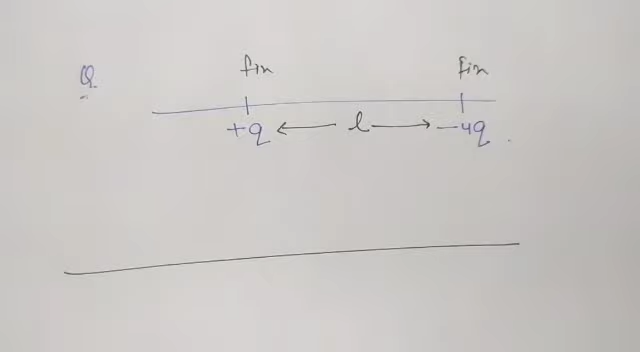 Q
fix fix
+q ← l → -4q